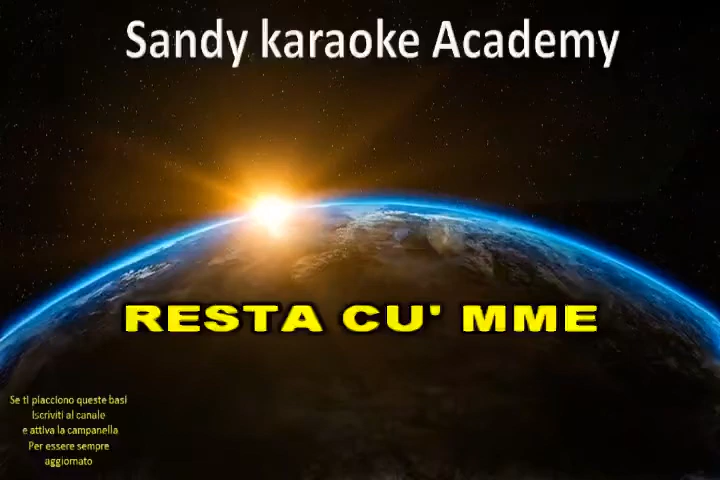 Sandy karaoke Academy
RESTA CU' MME
Se ti piacciono queste basi
Iscriviti al canale
e attiva la campanella
Per essere sempre
aggiornato